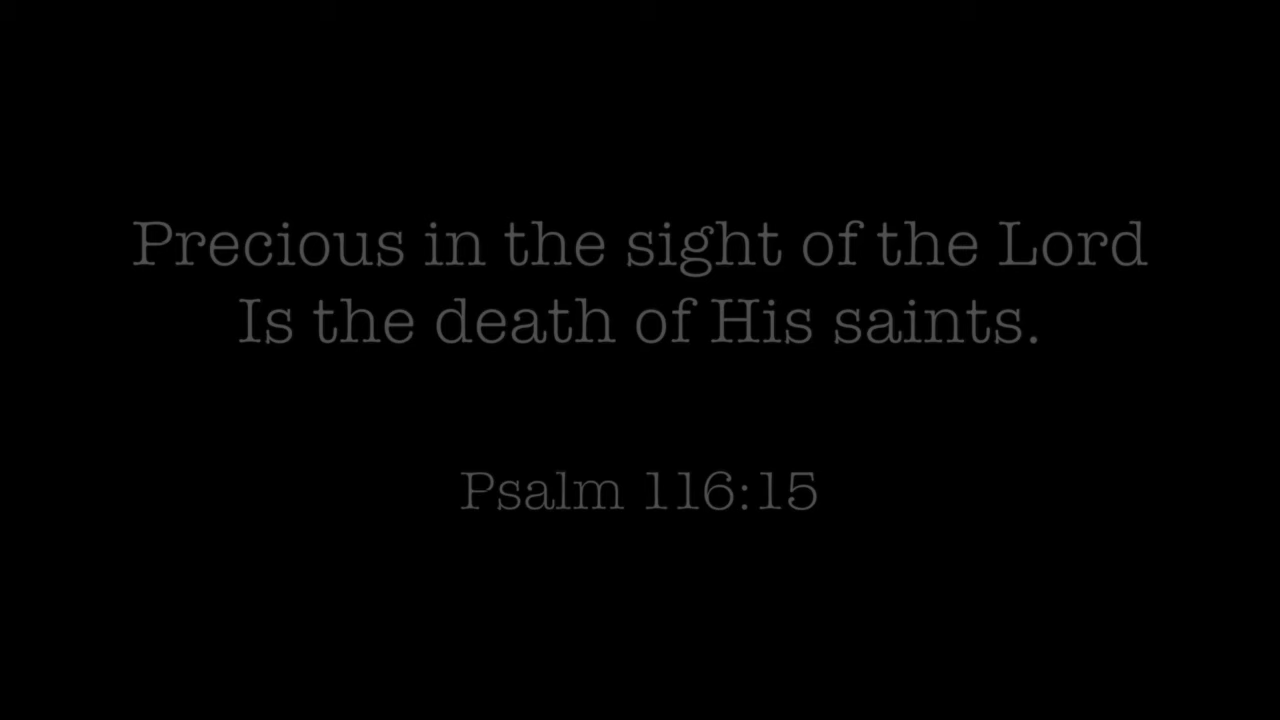 Precious in the sight of the Lord
Is the death of His saints.
Psalm 116:15